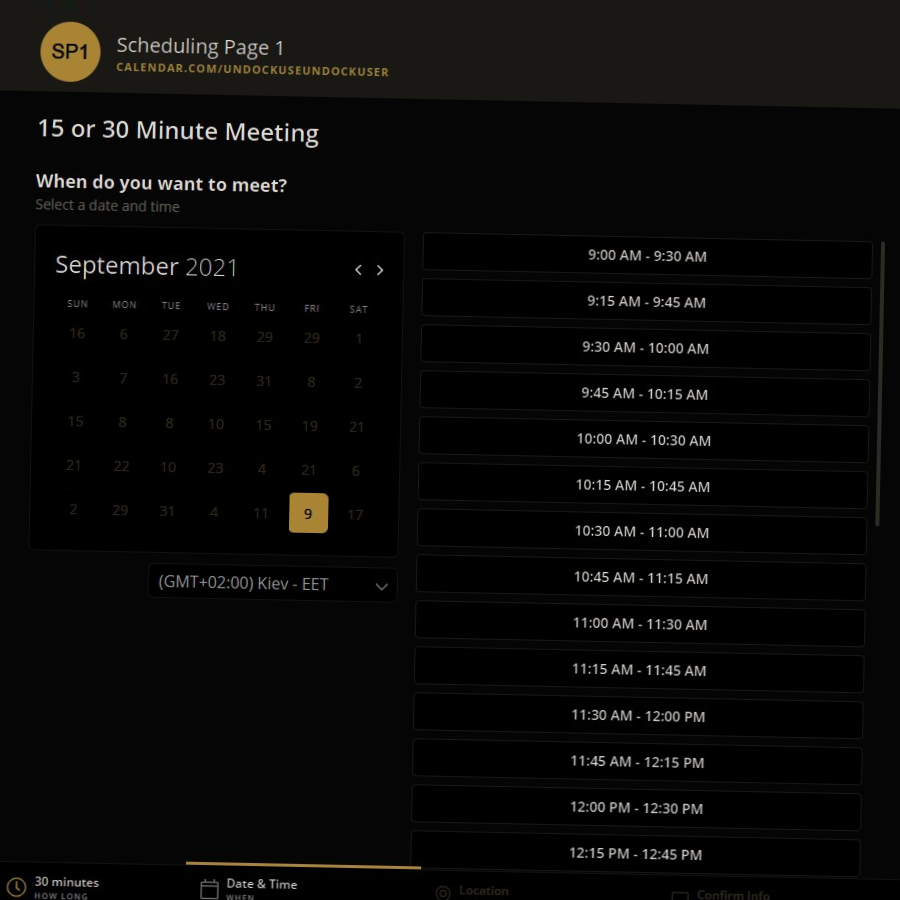 SP1
Scheduling Page 1
CALENDAR.COM/UNDOCKUSEUNDOCKUSER
15 or 30 Minute Meeting
When do you want to meet?
Select a date and time
September 2021
SUN MON TUE WED THU FRI SAT
16 6 27 18 29 29 1
3 7 16 23 31 8 2
15 8 8 10 15 19 21
21 22 10 23 4 21 6
2 29 31 4 11 9 17
(GMT+02:00) Kiev - EET
9:00 AM - 9:30 AM
9:15 AM - 9:45 AM
9:30 AM - 10:00 AM
9:45 AM - 10:15 AM
10:00 AM - 10:30 AM
10:15 AM - 10:45 AM
10:30 AM - 11:00 AM
10:45 AM - 11:15 AM
11:00 AM - 11:30 AM
11:15 AM - 11:45 AM
11:30 AM - 12:00 PM
11:45 AM - 12:15 PM
12:00 PM - 12:30 PM
12:15 PM - 12:45 PM
30 minutes
HOW LONG
Date & Time
WHEN
Location
Confirm Info